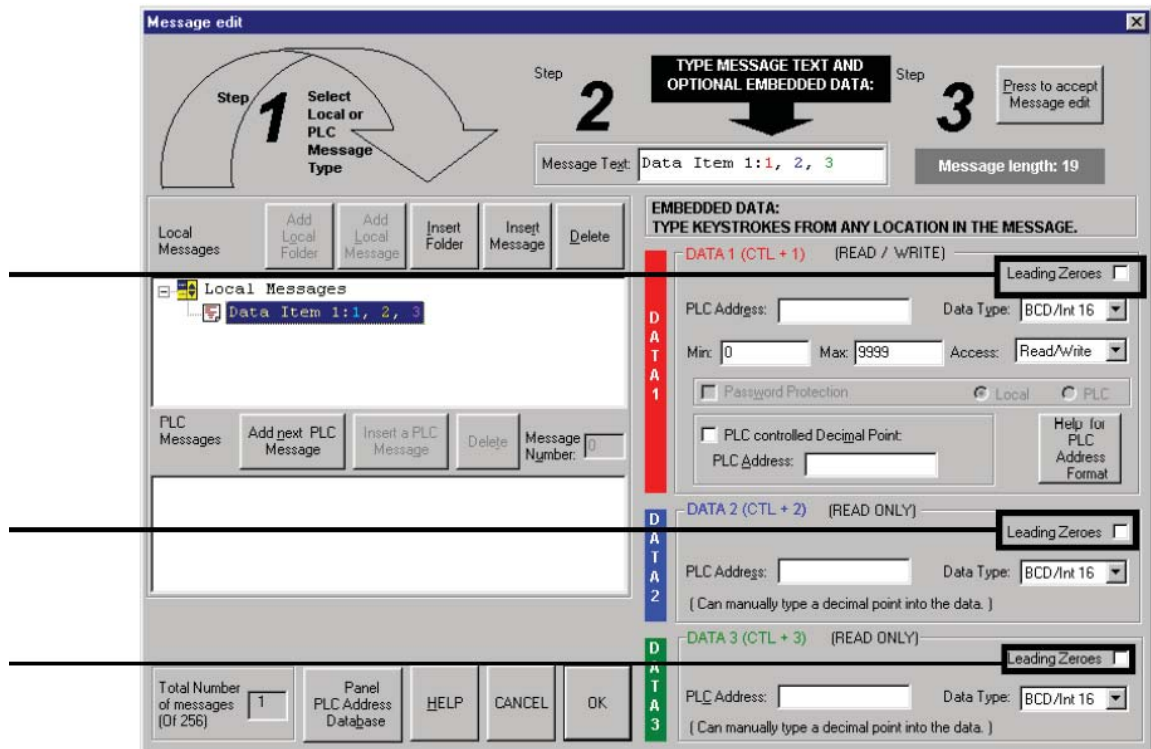 Message edit
Step 1 Select
Local or
PLC
Message
Type
Step 2
TYPE MESSAGE TEXT AND
OPTIONAL EMBEDDED DATA:
Step 3
Press to accept
Message edit
Message Text: Data Item 1:1, 2, 3
Message length: 19
Local
Messages
Add
Local
Folder
Add
Local
Message
Insert
Folder
Insert
Message
Delete
Local Messages
Data Item 1:1, 2, 3
PLC
Messages
Add next PLC
Message
Insert a PLC
Message
Delete
Message
Number: 0
Total Number
of messages
(Of 256)
1
Panel
PLC Address
Database
HELP
CANCEL
OK
EMBEDDED DATA:
TYPE KEYSTROKES FROM ANY LOCATION IN THE MESSAGE.
DATA 1
DATA 1 (CTL + 1) (READ / WRITE)
Leading Zeroes
PLC Address: Data Type: BCD/Int 16
Min: 0 Max: 9999 Access: Read/Write
Password Protection Local PLC
PLC controlled Decimal Point:
PLC Address:
Help for
PLC
Address
Format
DATA 2
DATA 2 (CTL + 2) (READ ONLY)
Leading Zeroes
PLC Address: Data Type: BCD/Int 16
( Can manually type a decimal point into the data. )
DATA 3
DATA 3 (CTL + 3) (READ ONLY)
Leading Zeroes
PLC Address: Data Type: BCD/Int 16
( Can manually type a decimal point into the data. )